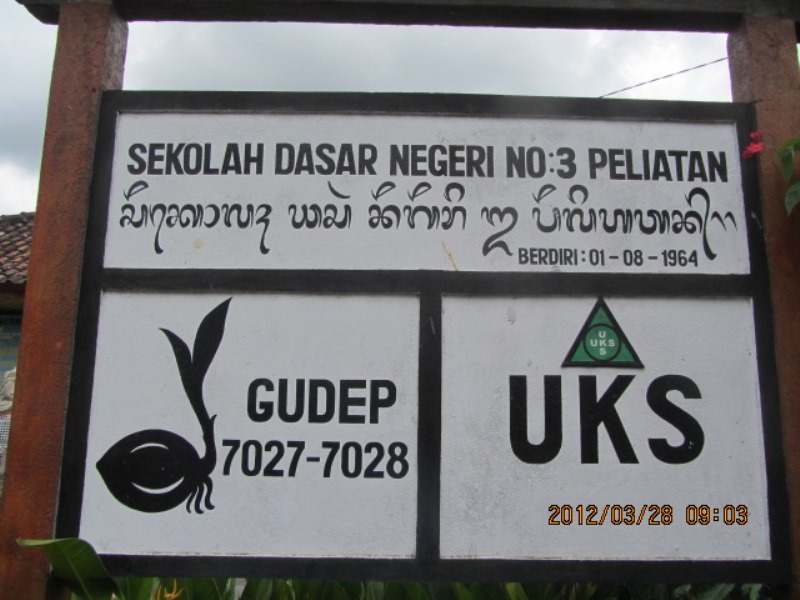 SEKOLAH DASAR NEGERI NO:3 PELIATAN
BERDIRI : 01 - 08 - 1964
GUDEP
7027-7028
U
UKS
S
UKS
2012/03/28 09:03